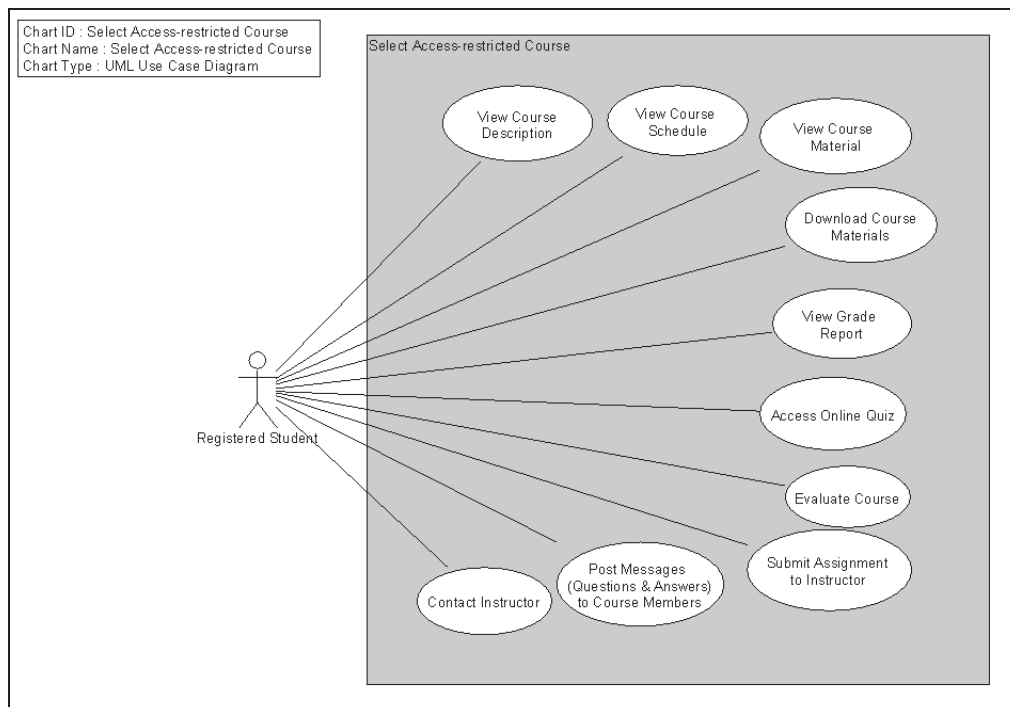 Chart ID : Select Access-restricted Course
Chart Name : Select Access-restricted Course
Chart Type : UML Use Case Diagram
Select Access-restricted Course
View Course
Description
View Course
Schedule
View Course
Material
Download Course
Materials
View Grade
Report
Access Online Quiz
Evaluate Course
Submit Assignment
to Instructor
Post Messages
(Questions & Answers)
to Course Members
Contact Instructor
Registered Student